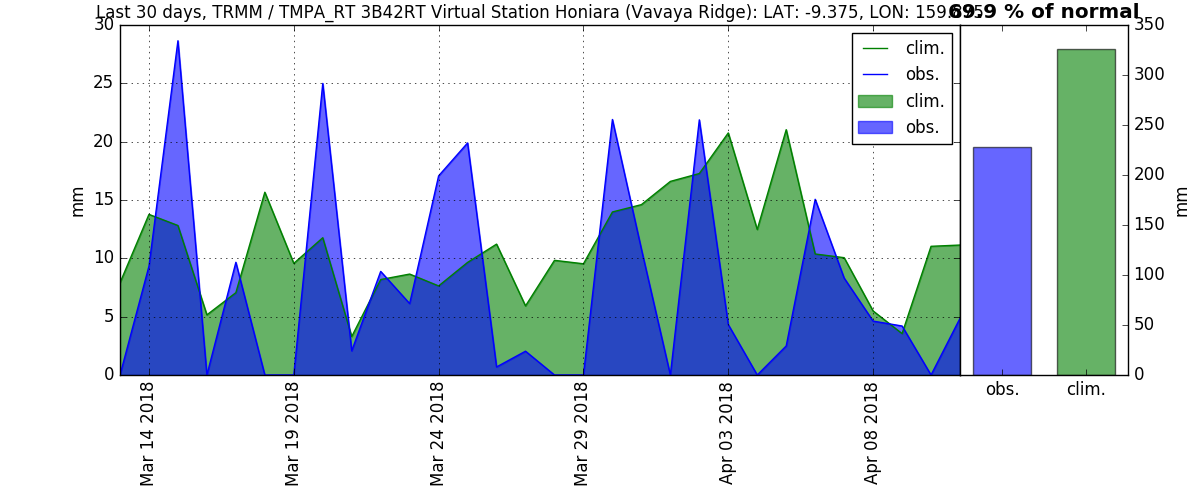 Last 30 days, TRMM / TMPA_RT 3B42RT Virtual Station Honiara (Vavaya Ridge): LAT: -9.375, LON:
69.9 % of normal
30
25
20
15
10
5
0
mm
clim.
obs.
clim.
obs.
350
300
250
200
150
100
50
0
mm
obs.
clim.
Mar 14 2018
Mar 19 2018
Mar 24 2018
Mar 29 2018
Apr 03 2018
Apr 08 2018